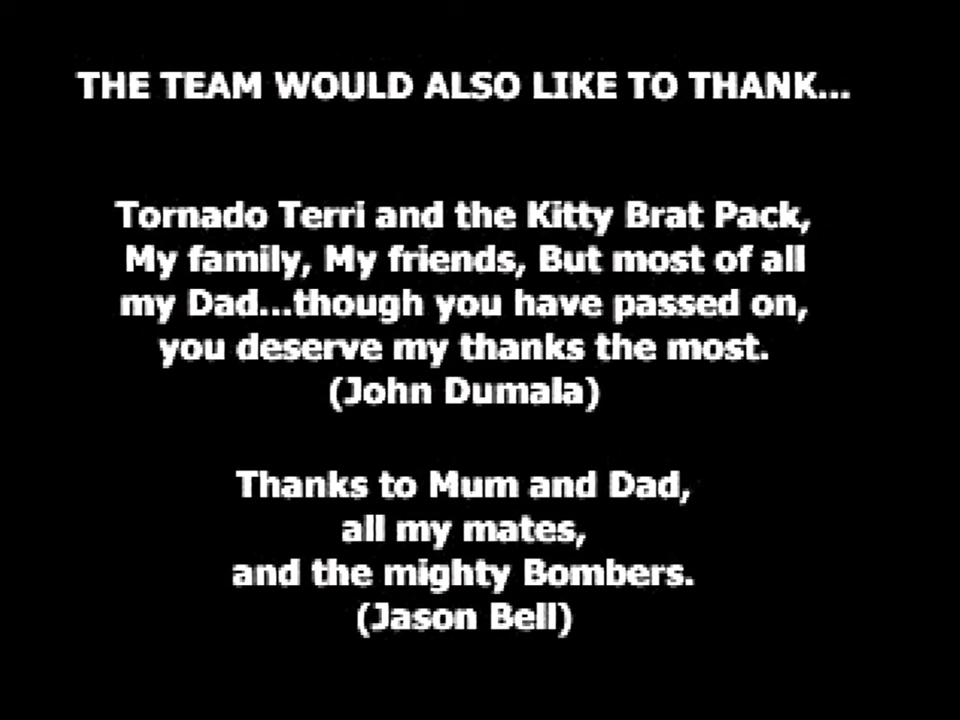 THE TEAM WOULD ALSO LIKE TO THANK...
Tornado Terri and the Kitty Brat Pack,
My family, My friends, But most of all
my Dad...though you have passed on,
you deserve my thanks the most.
(John Dumala)
Thanks to Mum and Dad,
all my mates,
and the mighty Bombers.
(Jason Bell)